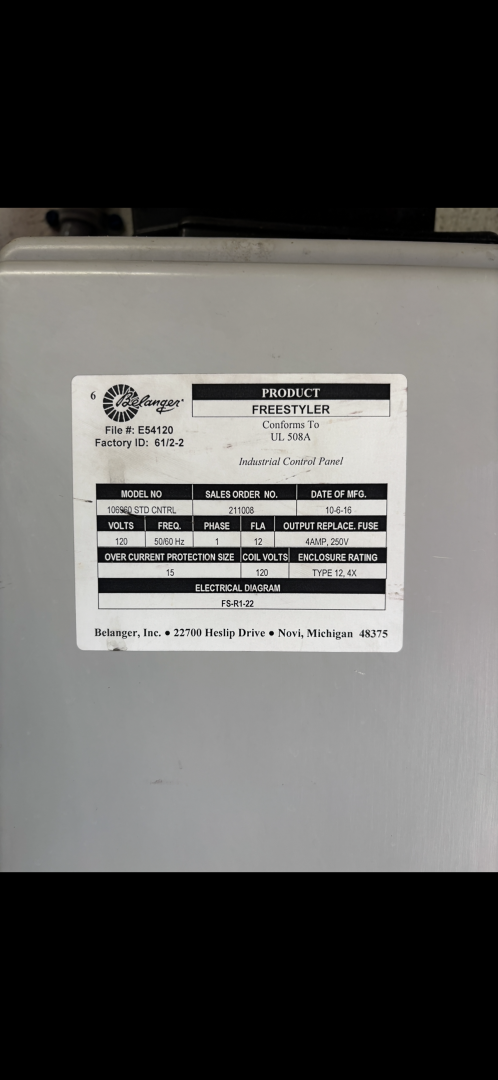 6 Belanger
File #: E54120
Factory ID: 61/2-2
PRODUCT
FREESTYLER
Conforms To
UL 508A
Industrial Control Panel
MODEL NO SALES ORDER NO. DATE OF MFG.
106960 STD CNTRL 211008 10-6-16
VOLTS FREQ. PHASE FLA OUTPUT REPLACE. FUSE
120 50/60 Hz 1 12 4AMP, 250V
OVER CURRENT PROTECTION SIZE COIL VOLTS ENCLOSURE RATING
15 120 TYPE 12, 4X
ELECTRICAL DIAGRAM
FS-R1-22
Belanger, Inc. ● 22700 Heslip Drive ● Novi, Michigan 48375